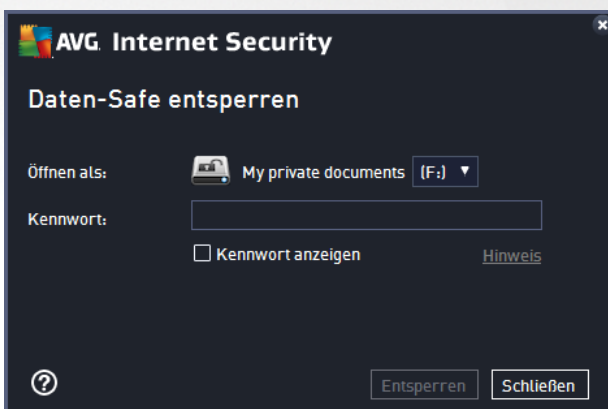 AVG. Internet Security
Daten-Safe entsperren
Öffnen als: My private documents (F:)
Kennwort:
Kennwort anzeigen Hinweis
Entsperren Schließen